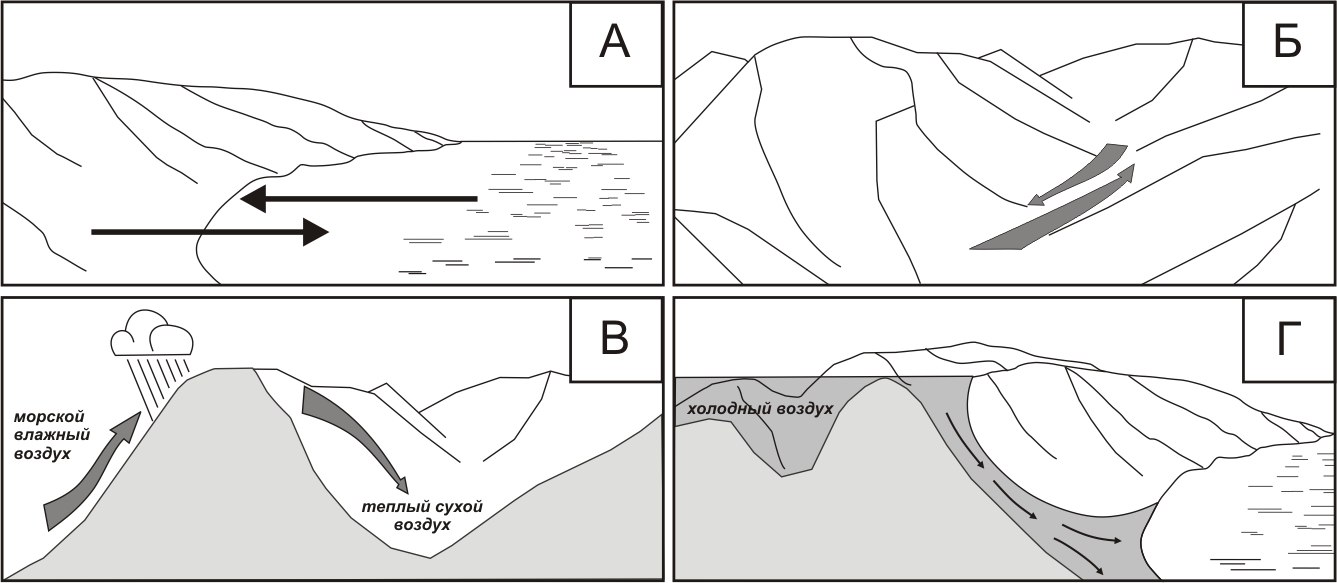 А
Б
В
морской
влажный
воздух
теплый сухой
воздух
Г
холодный воздух